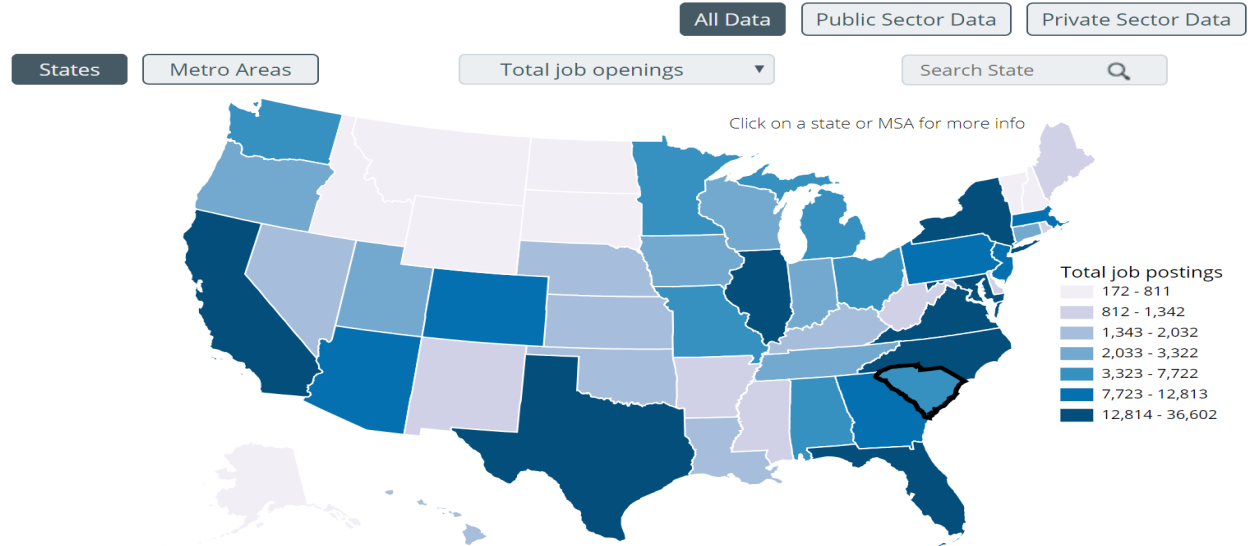 All Data Public Sector Data Private Sector Data
States Metro Areas Total job openings Search State
Click on a state or MSA for more info
Total job postings
172 - 811
812 - 1,342
1,343 - 2,032
2,033 - 3,322
3,323 - 7,722
7,723 - 12,813
12,814 - 36,602